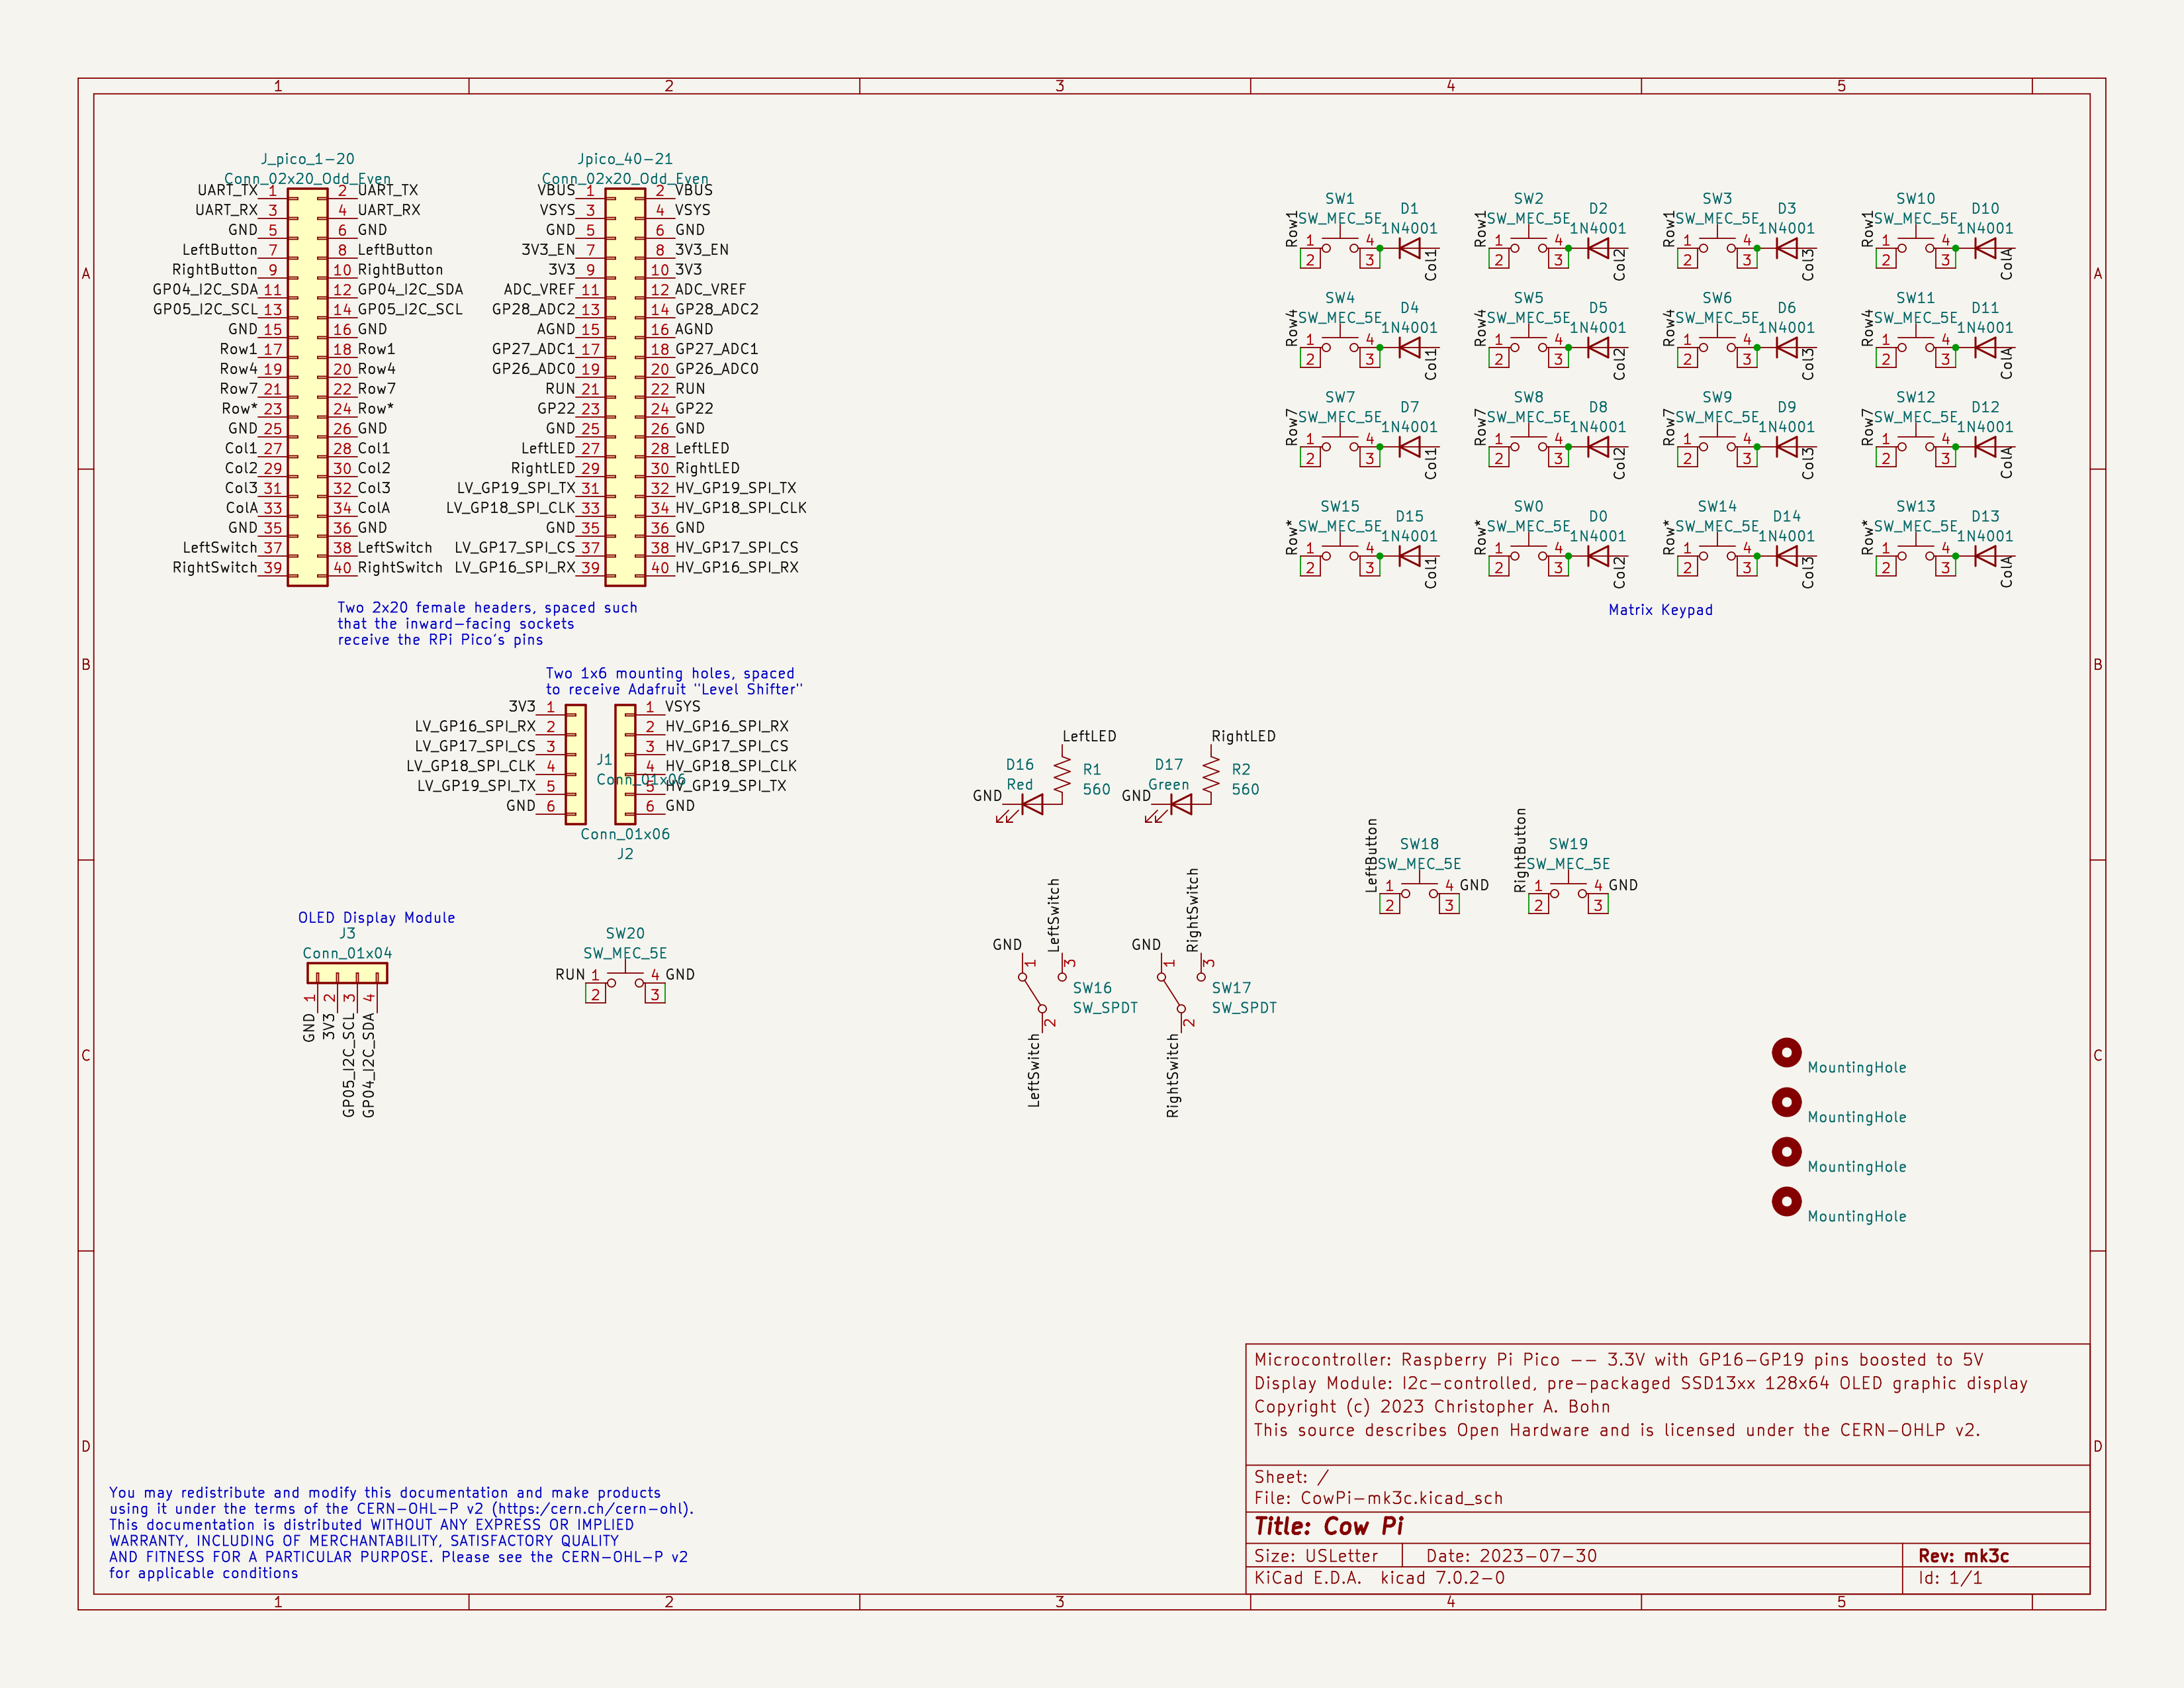 1 2 3 4 5
A
B
C
D
A
B
C
D
1 2 3 4 5
J_pico_1-20
Conn_02x20_Odd_Even
UART_TX 1 2 UART_TX
UART_RX 3 4 UART_RX
GND 5 6 GND
LeftButton 7 8 LeftButton
RightButton 9 10 RightButton
GP04_I2C_SDA 11 12 GP04_I2C_SDA
GP05_I2C_SCL 13 14 GP05_I2C_SCL
GND 15 16 GND
Row1 17 18 Row1
Row4 19 20 Row4
Row7 21 22 Row7
Row* 23 24 Row*
GND 25 26 GND
Col1 27 28 Col1
Col2 29 30 Col2
Col3 31 32 Col3
ColA 33 34 ColA
GND 35 36 GND
LeftSwitch 37 38 LeftSwitch
RightSwitch 39 40 RightSwitch
Jpico_40-21
Conn_02x20_Odd_Even
VBUS 1 2 VBUS
VSYS 3 4 VSYS
GND 5 6 GND
3V3_EN 7 8 3V3_EN
3V3 9 10 3V3
ADC_VREF 11 12 ADC_VREF
GP28_ADC2 13 14 GP28_ADC2
AGND 15 16 AGND
GP27_ADC1 17 18 GP27_ADC1
GP26_ADC0 19 20 GP26_ADC0
RUN 21 22 RUN
GP22 23 24 GP22
GND 25 26 GND
LeftLED 27 28 LeftLED
RightLED 29 30 RightLED
LV_GP19_SPI_TX 31 32 HV_GP19_SPI_TX
LV_GP18_SPI_CLK 33 34 HV_GP18_SPI_CLK
GND 35 36 GND
LV_GP17_SPI_CS 37 38 HV_GP17_SPI_CS
LV_GP16_SPI_RX 39 40 HV_GP16_SPI_RX
Two 2x20 female headers, spaced such
that the inward-facing sockets
receive the RPi Pico's pins
SW1
SW_MEC_5E
D1
1N4001
Row1 1 2 4 3 Col1
SW2
SW_MEC_5E
D2
1N4001
Row1 1 2 4 3 Col2
SW3
SW_MEC_5E
D3
1N4001
Row1 1 2 4 3 Col3
SW10
SW_MEC_5E
D10
1N4001
Row1 1 2 4 3 ColA
SW4
SW_MEC_5E
D4
1N4001
Row4 1 2 4 3 Col1
SW5
SW_MEC_5E
D5
1N4001
Row4 1 2 4 3 Col2
SW6
SW_MEC_5E
D6
1N4001
Row4 1 2 4 3 Col3
SW11
SW_MEC_5E
D11
1N4001
Row4 1 2 4 3 ColA
SW7
SW_MEC_5E
D7
1N4001
Row7 1 2 4 3 Col1
SW8
SW_MEC_5E
D8
1N4001
Row7 1 2 4 3 Col2
SW9
SW_MEC_5E
D9
1N4001
Row7 1 2 4 3 Col3
SW12
SW_MEC_5E
D12
1N4001
Row7 1 2 4 3 ColA
SW15
SW_MEC_5E
D15
1N4001
Row* 1 2 4 3 Col1
SW0
SW_MEC_5E
D0
1N4001
Row* 1 2 4 3 Col2
SW14
SW_MEC_5E
D14
1N4001
Row* 1 2 4 3 Col3
SW13
SW_MEC_5E
D13
1N4001
Row* 1 2 4 3 ColA
Matrix Keypad
Two 1x6 mounting holes, spaced
to receive Adafruit "Level Shifter"
3V3 1
LV_GP16_SPI_RX 2
LV_GP17_SPI_CS 3
LV_GP18_SPI_CLK 4
LV_GP19_SPI_TX 5
GND 6
J1
Conn_01x06
1 VSYS
2 HV_GP16_SPI_RX
3 HV_GP17_SPI_CS
4 HV_GP18_SPI_CLK
5 HV_GP19_SPI_TX
6 GND
Conn_01x06
J2
LeftLED
D16
Red
R1
560
GND
RightLED
D17
Green
R2
560
GND
LeftButton
SW18
SW_MEC_5E
1 2 4 3 GND
RightButton
SW19
SW_MEC_5E
1 2 4 3 GND
OLED Display Module
J3
Conn_01x04
1 2 3 4
GND
3V3
GP05_I2C_SCL
GP04_I2C_SDA
SW20
SW_MEC_5E
RUN 1 2 4 3 GND
GND
LeftSwitch
1 3
SW16
SW_SPDT
2
LeftSwitch
GND
RightSwitch
1 3
SW17
SW_SPDT
2
RightSwitch
MountingHole
MountingHole
MountingHole
MountingHole
You may redistribute and modify this documentation and make products
using it under the terms of the CERN-OHL-P v2 (https:/cern.ch/cern-ohl).
This documentation is distributed WITHOUT ANY EXPRESS OR IMPLIED
WARRANTY, INCLUDING OF MERCHANTABILITY, SATISFACTORY QUALITY
AND FITNESS FOR A PARTICULAR PURPOSE. Please see the CERN-OHL-P v2
for applicable conditions
Microcontroller: Raspberry Pi Pico -- 3.3V with GP16-GP19 pins boosted to 5V
Display Module: I2c-controlled, pre-packaged SSD13xx 128x64 OLED graphic display
Copyright (c) 2023 Christopher A. Bohn
This source describes Open Hardware and is licensed under the CERN-OHLP v2.
Sheet: /
File: CowPi-mk3c.kicad_sch
Title: Cow Pi
Size: USLetter Date: 2023-07-30 Rev: mk3c
KiCad E.D.A. kicad 7.0.2-0 Id: 1/1